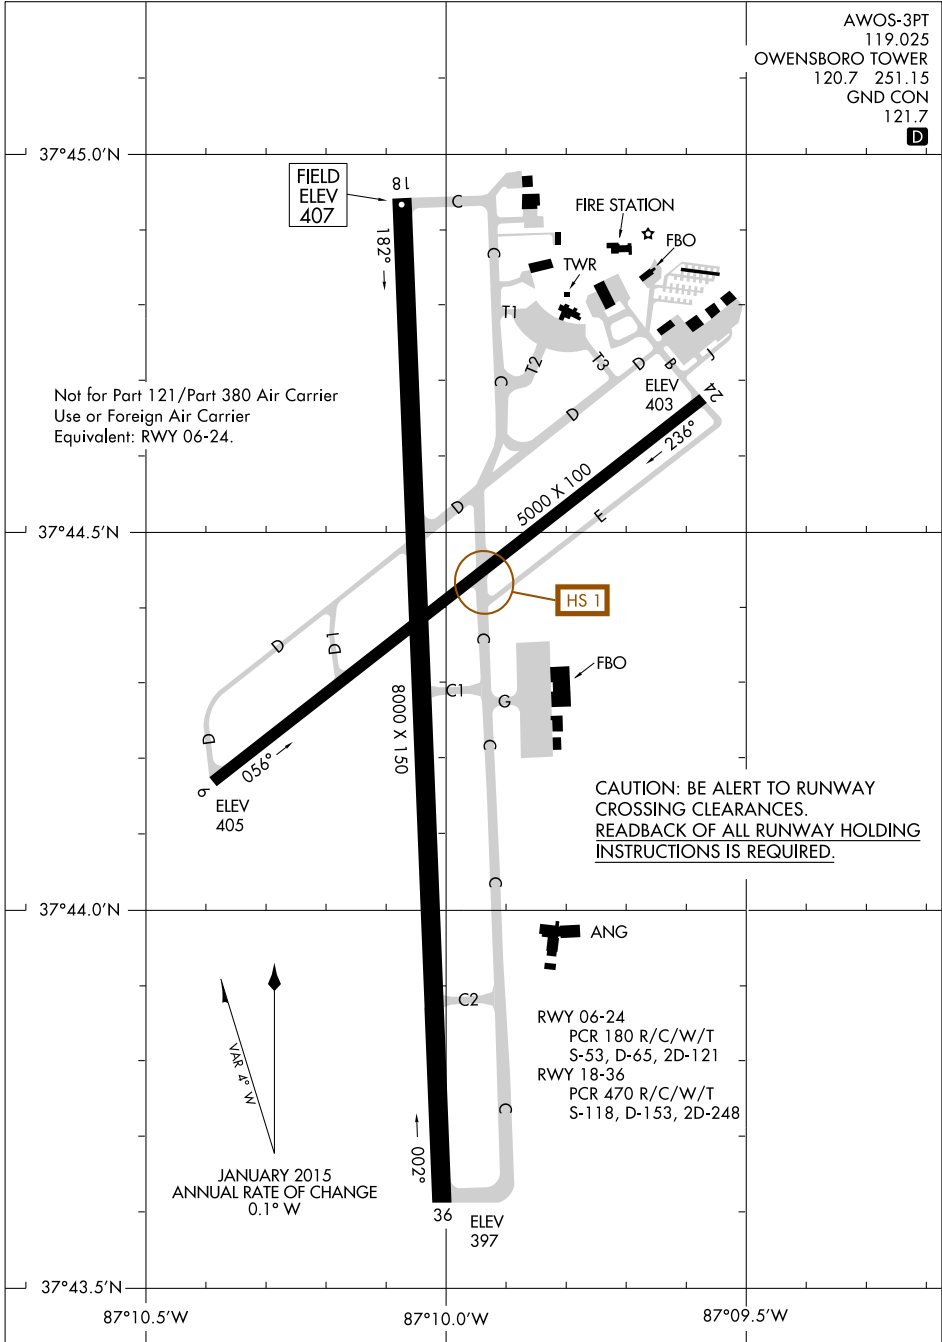 AWOS-3PT
119.025
OWENSBORO TOWER
120.7 251.15
GND CON
121.7
D
37°45.0'N
FIELD
ELEV
407
18
C
FIRE STATION
FBO
182°
C
TWR
T1
T2
T3
D
B
J
C
ELEV
403
24
Not for Part 121/Part 380 Air Carrier
Use or Foreign Air Carrier
Equivalent: RWY 06-24.
D
236°
5000 X 100
D
E
37°44.5'N
HS 1
D
D1
C
FBO
C1
G
8000 X 150
D
C
056°
6
ELEV
405
CAUTION: BE ALERT TO RUNWAY
CROSSING CLEARANCES.
READBACK OF ALL RUNWAY HOLDING
INSTRUCTIONS IS REQUIRED.
C
37°44.0'N
ANG
C2
RWY 06-24
PCR 180 R/C/W/T
S-53, D-65, 2D-121
RWY 18-36
PCR 470 R/C/W/T
S-118, D-153, 2D-248
VAR 4° W
C
002°
JANUARY 2015
ANNUAL RATE OF CHANGE
0.1° W
36
ELEV
397
37°43.5'N
87°10.5'W
87°10.0'W
87°09.5'W